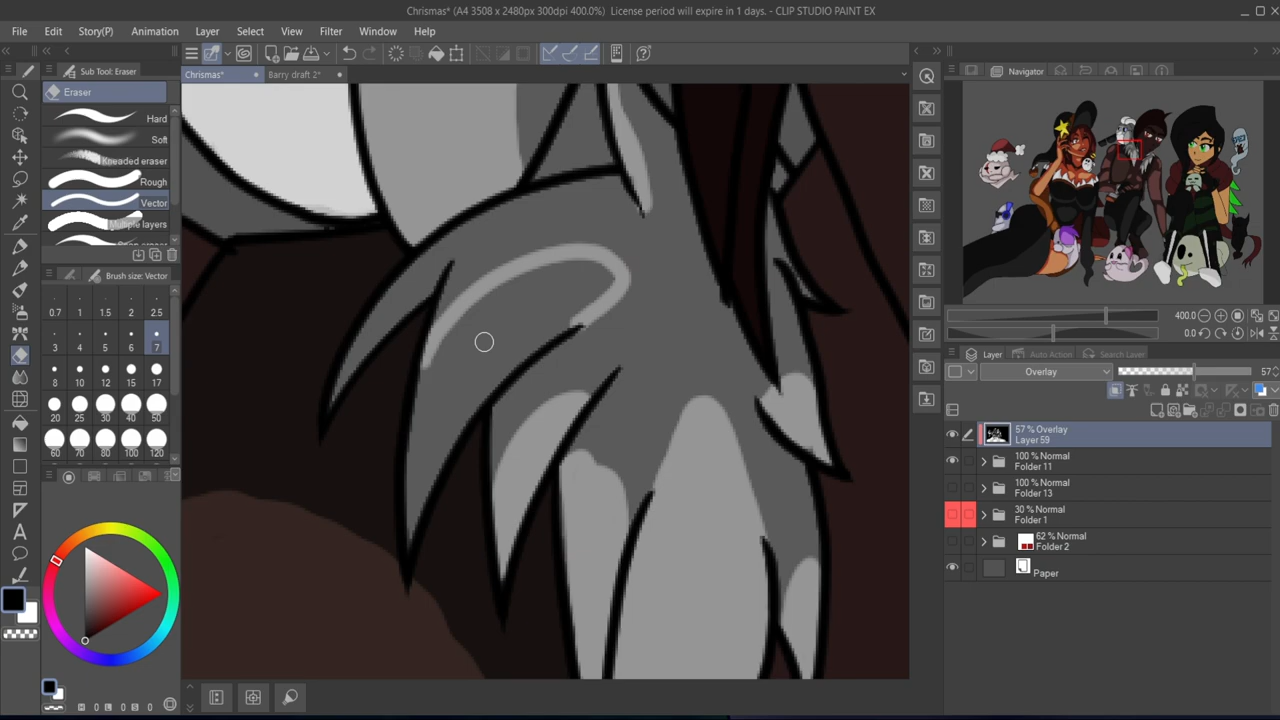 Chrismas* (A4 3508 x 2480px 300dpi 400.0%) License period will expire in 1 days. - CLIP STUDIO PAINT EX
File Edit Story(P) Animation Layer Select View Filter Window Help
Sub Tool: Eraser
Chrismas* Barry draft 2*
Navigator
Eraser
Hard
Soft
Kneaded eraser
Rough
Vector
Multiple layers
Brush size: Vector
0.7 1 1.5 2 2.5
3 4 5 6 7
8 10 12 15 17
20 25 30 40 50
60 70 80 100 120
400.0
0.0
Layer Auto Action Search Layer
Overlay 57
57 % Overlay
Layer 59
100 % Normal
Folder 11
100 % Normal
Folder 13
30 % Normal
Folder 1
62 % Normal
Folder 2
Paper
H 0 L 0 S 0